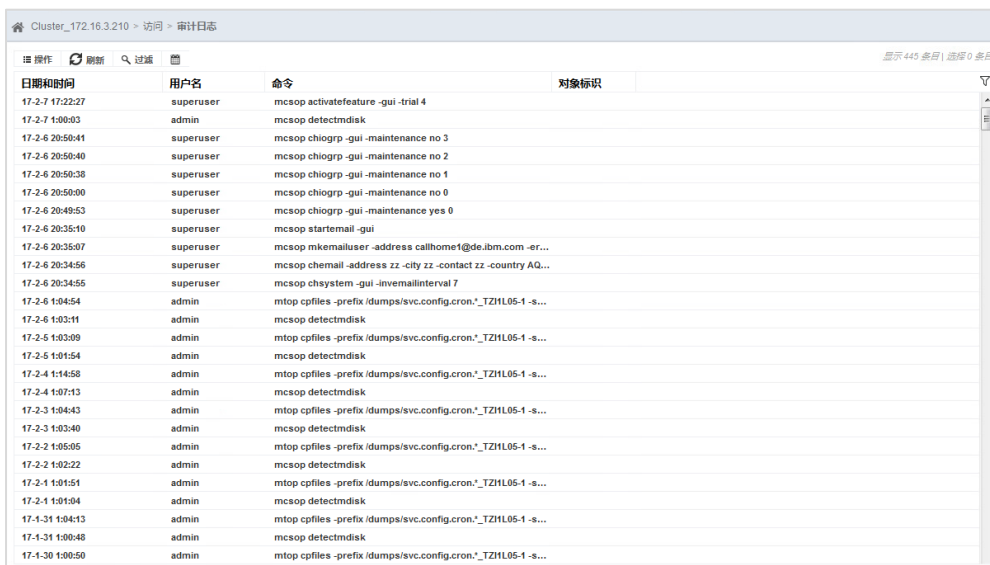 Cluster_172.16.3.210 > 访问 > 审计日志
操作 刷新 过滤 显示 445 条目 | 选择 0 条目
日期和时间 用户名 命令 对象标识
17-2-7 17:22:27 superuser mcsop activatefeature -gui -trial 4
17-2-7 1:00:03 admin mcsop detectmdisk
17-2-6 20:50:41 superuser mcsop chiogrp -gui -maintenance no 3
17-2-6 20:50:40 superuser mcsop chiogrp -gui -maintenance no 2
17-2-6 20:50:38 superuser mcsop chiogrp -gui -maintenance no 1
17-2-6 20:50:00 superuser mcsop chiogrp -gui -maintenance no 0
17-2-6 20:49:53 superuser mcsop chiogrp -gui -maintenance yes 0
17-2-6 20:35:10 superuser mcsop startemail -gui
17-2-6 20:35:07 superuser mcsop mkemailuser -address callhome1@de.ibm.com -er...
17-2-6 20:34:56 superuser mcsop chemail -address zz -city zz -contact zz -country AQ...
17-2-6 20:34:55 superuser mcsop chsystem -gui -invemailinterval 7
17-2-6 1:04:54 admin mtop cpfiles -prefix /dumps/svc.config.cron.*_TZI1L05-1 -s...
17-2-6 1:03:11 admin mcsop detectmdisk
17-2-5 1:03:09 admin mtop cpfiles -prefix /dumps/svc.config.cron.*_TZI1L05-1 -s...
17-2-5 1:01:54 admin mcsop detectmdisk
17-2-4 1:14:58 admin mtop cpfiles -prefix /dumps/svc.config.cron.*_TZI1L05-1 -s...
17-2-4 1:07:13 admin mcsop detectmdisk
17-2-3 1:04:43 admin mtop cpfiles -prefix /dumps/svc.config.cron.*_TZI1L05-1 -s...
17-2-3 1:03:40 admin mcsop detectmdisk
17-2-2 1:05:05 admin mtop cpfiles -prefix /dumps/svc.config.cron.*_TZI1L05-1 -s...
17-2-2 1:02:22 admin mcsop detectmdisk
17-2-1 1:01:51 admin mtop cpfiles -prefix /dumps/svc.config.cron.*_TZI1L05-1 -s...
17-2-1 1:01:04 admin mcsop detectmdisk
17-1-31 1:04:13 admin mtop cpfiles -prefix /dumps/svc.config.cron.*_TZI1L05-1 -s...
17-1-31 1:00:48 admin mcsop detectmdisk
17-1-30 1:00:50 admin mtop cpfiles -prefix /dumps/svc.config.cron.*_TZI1L05-1 -s...